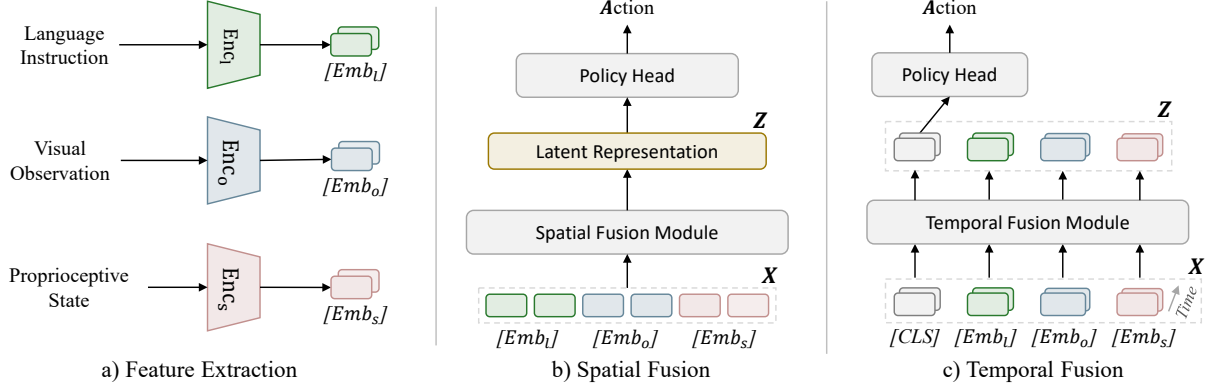 Language
Instruction
Enc_l
[Emb_l]
Visual
Observation
Enc_o
[Emb_o]
Proprioceptive
State
Enc_s
[Emb_s]
a) Feature Extraction
Action
Policy Head
Z
Latent Representation
Spatial Fusion Module
X
[Emb_l] [Emb_o] [Emb_s]
b) Spatial Fusion
Action
Policy Head
Z
Temporal Fusion Module
X
Time
[CLS] [Emb_l] [Emb_o] [Emb_s]
c) Temporal Fusion